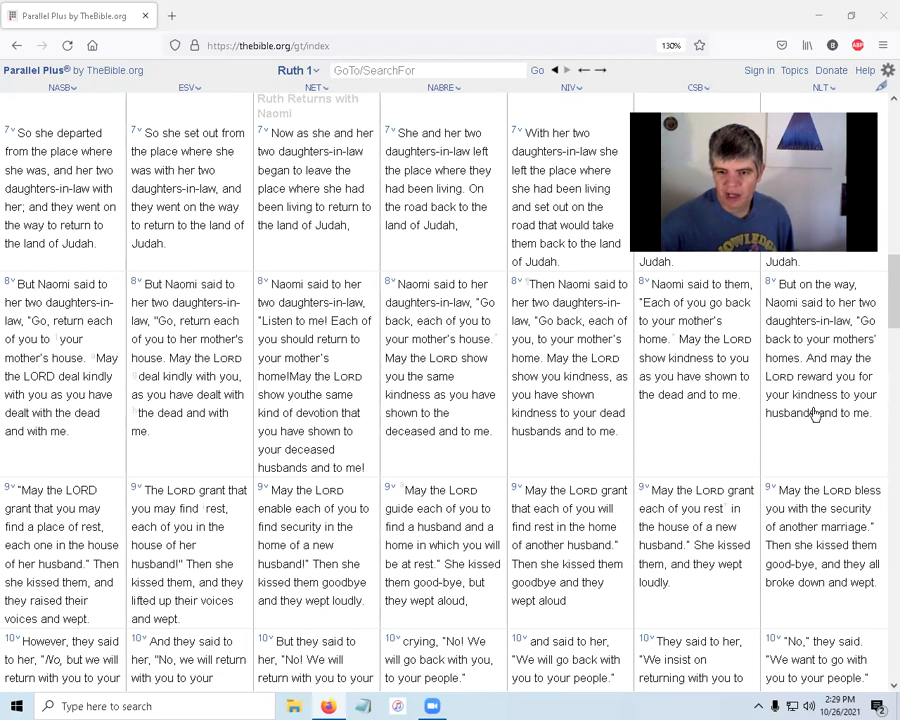 Parallel Plus by TheBible.org
https://thebible.org/gt/index
130%
Parallel Plus® by TheBible.org
Ruth 1
GoTo/SearchFor
Go
Sign in
Topics
Donate
Help
NASB
ESV
NET
NABRE
NIV
CSB
NLT
7 So she departed
from the place where
she was, and her two
daughters-in-law with
her; and they went on
the way to return to
the land of Judah.
8 But Naomi said to
her two daughters-in-
law, "Go, return each
of you to your
mother's house. May
the LORD deal kindly
with you as you have
dealt with the dead
and with me.
9 "May the LORD
grant that you may
find a place of rest,
each one in the house
of her husband." Then
she kissed them, and
they raised their
voices and wept.
10 However, they said
to her, "No, but we will
return with you to your
7 So she set out from
the place where she
was with her two
daughters-in-law, and
they went on the way
to return to the land of
Judah.
8 But Naomi said to
her two daughters-in-
law, "Go, return each
of you to her mother's
house. May the LORD
deal kindly with you,
as you have dealt with
the dead and with
me.
9 The LORD grant that
you may find rest,
each of you in the
house of her
husband!" Then she
kissed them, and they
lifted up their voices
and wept.
10 And they said to
her, "No, we will return
with you to your
Ruth Returns with
Naomi
7 Now as she and her
two daughters-in-law
began to leave the
place where she had
been living to return to
the land of Judah,
8 Naomi said to her
two daughters-in-law,
"Listen to me! Each of
you should return to
your mother's
home!May the LORD
show youthe same
kind of devotion that
you have shown to
your deceased
husbands and to me!
9 May the LORD
enable each of you to
find security in the
home of a new
husband!" Then she
kissed them goodbye
and they wept loudly.
10 But they said to
her, "No! We will
return with you to your
7 She and her two
daughters-in-law left
the place where they
had been living. On
the road back to the
land of Judah,
8 Naomi said to her
daughters-in-law, "Go
back, each of you to
your mother's house.
May the LORD show
you the same
kindness as you have
shown to the
deceased and to me.
9 May the LORD
guide each of you to
find a husband and a
home in which you will
be at rest." She kissed
them good-bye, but
they wept aloud,
10 crying, "No! We
will go back with you,
to your people."
7 With her two
daughters-in-law she
left the place where
she had been living
and set out on the
road that would take
them back to the land
of Judah.
8 Then Naomi said to
her two daughters-in-
law, "Go back, each of
you, to your mother's
home. May the LORD
show you kindness, as
you have shown
kindness to your dead
husbands and to me.
9 May the LORD grant
that each of you will
find rest in the home
of another husband."
Then she kissed them
goodbye and they
wept aloud
10 and said to her,
"We will go back with
you to your people."
Judah.
8 Naomi said to them,
"Each of you go back
to your mother's
home. May the LORD
show kindness to you
as you have shown to
the dead and to me.
9 May the LORD grant
each of you rest in
the house of a new
husband." She kissed
them, and they wept
loudly.
10 They said to her,
"We insist on
returning with you to
Judah.
8 But on the way,
Naomi said to her two
daughters-in-law, "Go
back to your mothers'
homes. And may the
LORD reward you for
your kindness to your
husbands and to me.
9 May the LORD bless
you with the security
of another marriage."
Then she kissed them
good-bye, and they all
broke down and wept.
10 "No," they said.
"We want to go with
you to your people."
Type here to search
2:29 PM
10/26/2021
2